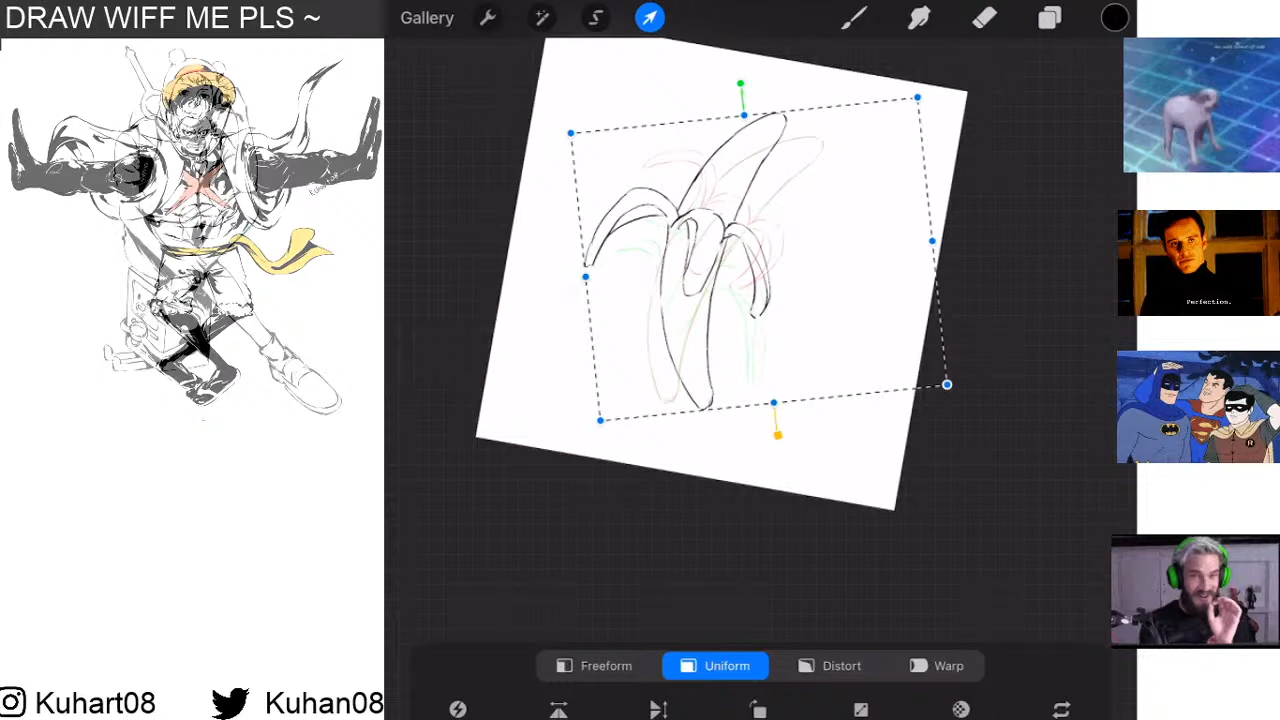 DRAW WIFF ME PLS ~
Gallery
Perfection.
R
Freeform
Uniform
Distort
Warp
Kuhart08
Kuhan08